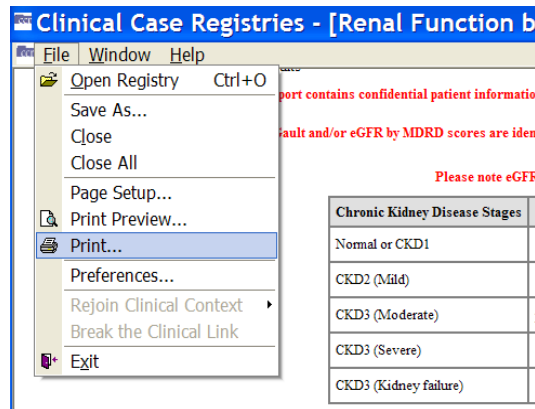 Clinical Case Registries - [Renal Function b
File Window Help
Open Registry Ctrl+O
Save As...
Close
Close All
Page Setup...
Print Preview...
Print...
Preferences...
Rejoin Clinical Context
Break the Clinical Link
Exit
port contains confidential patient informatio
Gault and/or eGFR by MDRD scores are iden
Please note eGFR
Chronic Kidney Disease Stages
Normal or CKD1
CKD2 (Mild)
CKD3 (Moderate)
CKD3 (Severe)
CKD3 (Kidney failure)